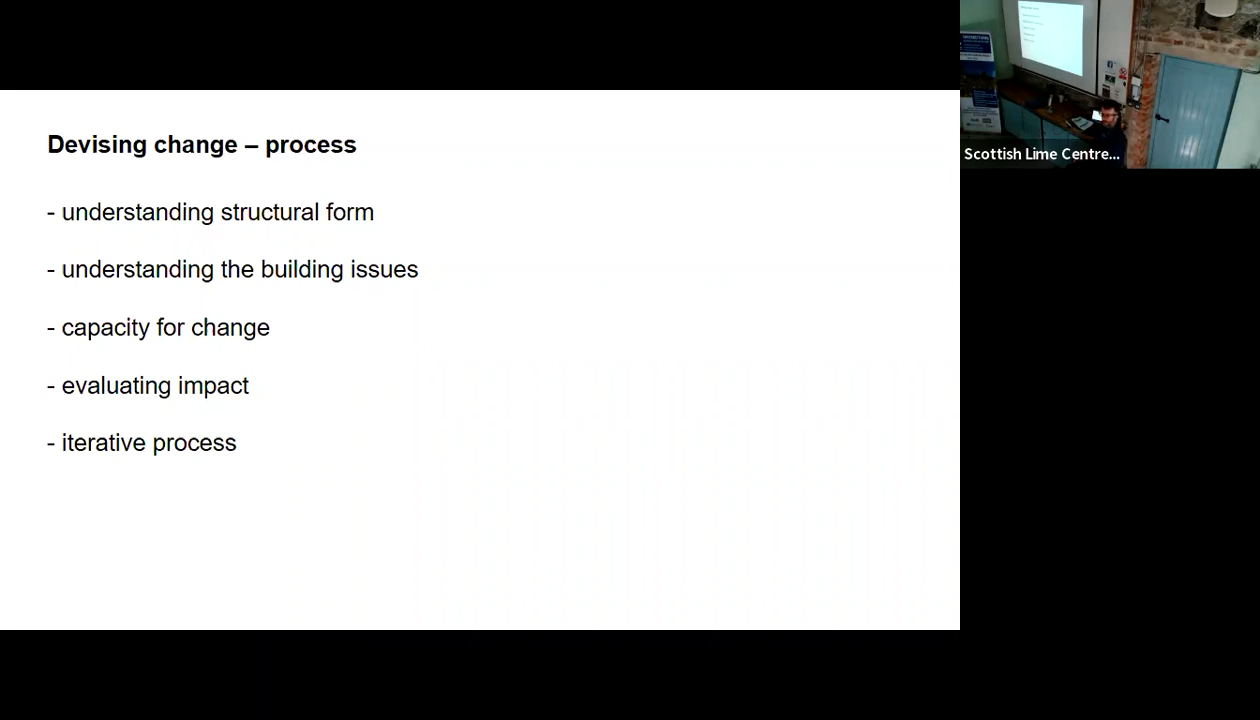 Devising change – process
- understanding structural form
- understanding the building issues
- capacity for change
- evaluating impact
- iterative process
Scottish Lime Centre...